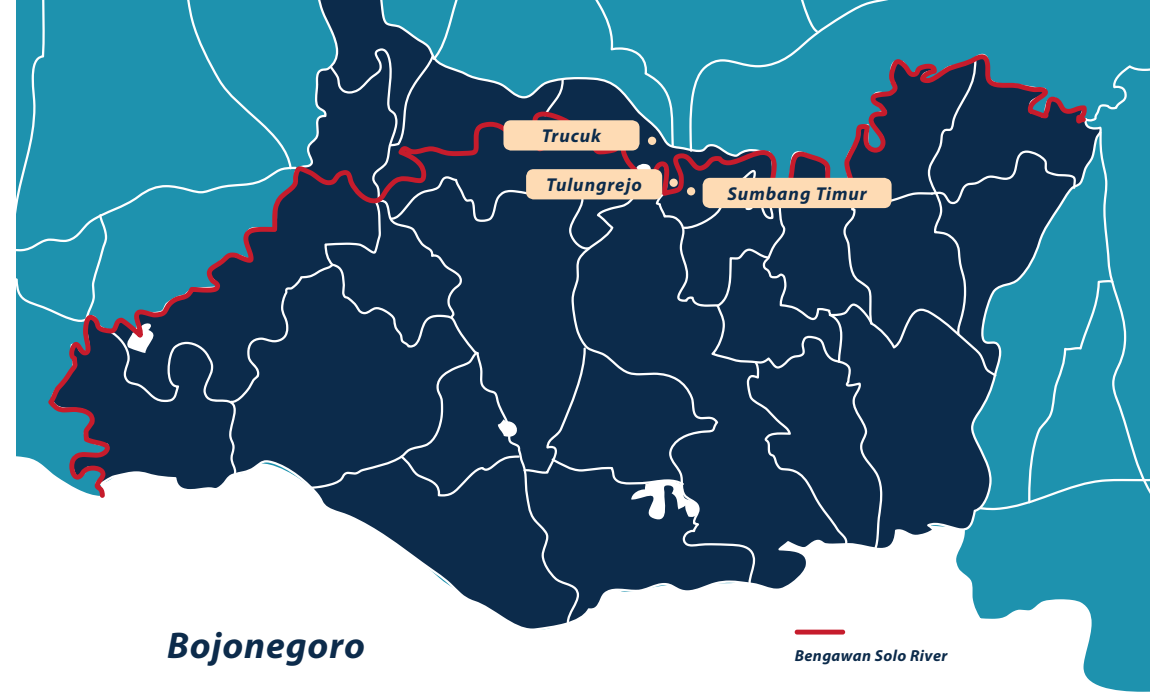 Trucuk
Tulungrejo
Sumbang Timur
Bojonegoro
Bengawan Solo River